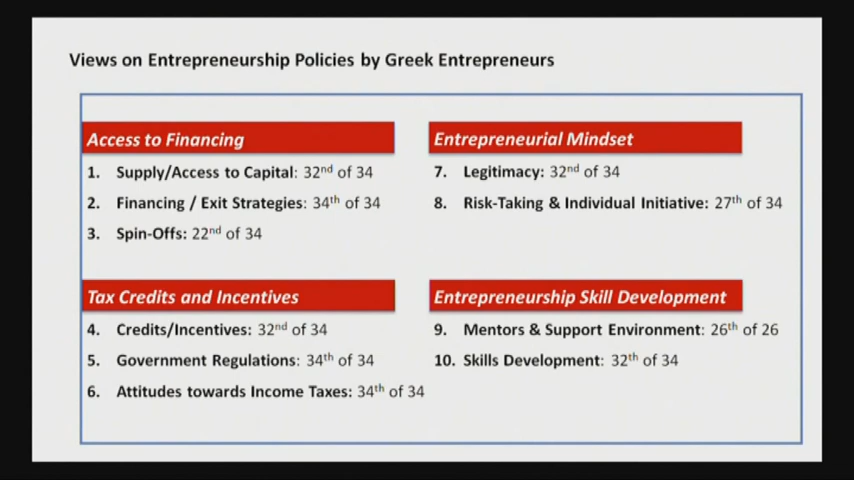 Views on Entrepreneurship Policies by Greek Entrepreneurs
Access to Financing
1. Supply/Access to Capital: 32nd of 34
2. Financing / Exit Strategies: 34th of 34
3. Spin-Offs: 22nd of 34
Entrepreneurial Mindset
7. Legitimacy: 32nd of 34
8. Risk-Taking & Individual Initiative: 27th of 34
Tax Credits and Incentives
4. Credits/Incentives: 32nd of 34
5. Government Regulations: 34th of 34
6. Attitudes towards Income Taxes: 34th of 34
Entrepreneurship Skill Development
9. Mentors & Support Environment: 26th of 26
10. Skills Development: 32th of 34